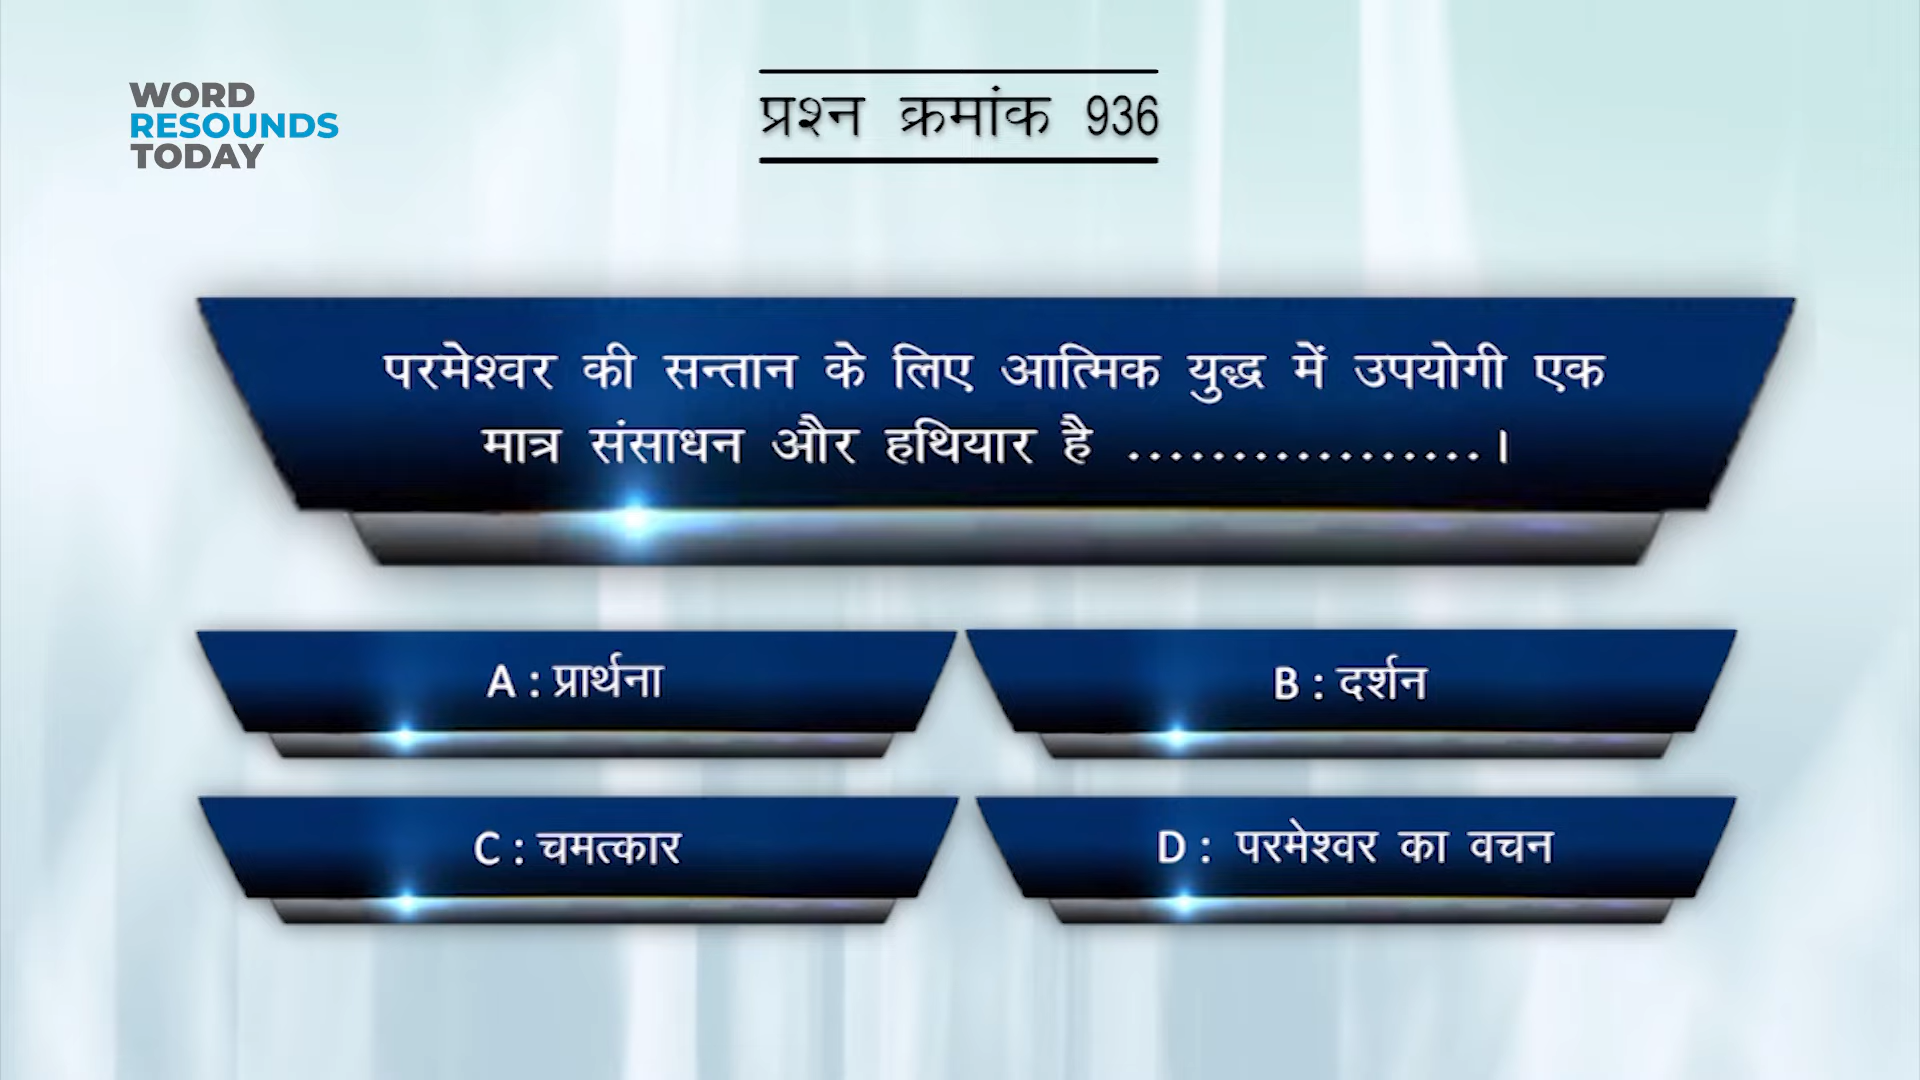 WORD
RESOUNDS
TODAY
प्रश्न क्रमांक 936
परमेश्वर की सन्तान के लिए आत्मिक युद्ध में उपयोगी एक
मात्र संसाधन और हथियार है .................।
A : प्रार्थना
B : दर्शन
C : चमत्कार
D : परमेश्वर का वचन